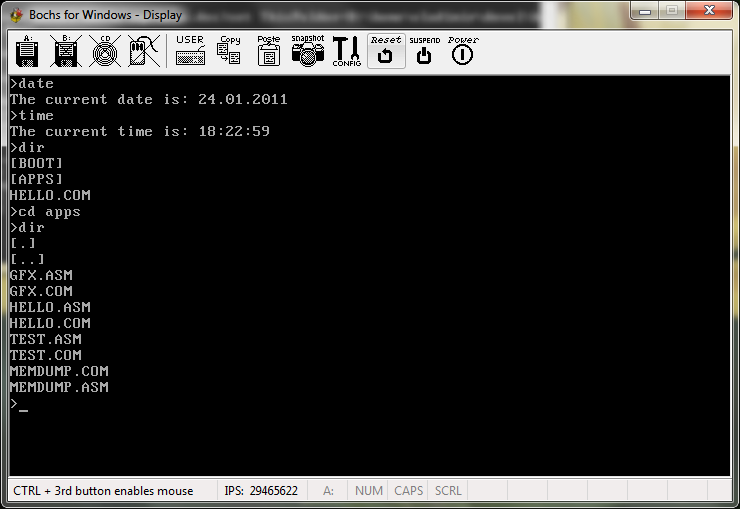 Bochs for Windows - Display
A: B: CD USER Copy Paste snapshot CONFIG Reset SUSPEND Power
>date
The current date is: 24.01.2011
>time
The current time is: 18:22:59
>dir
[BOOT]
[APPS]
HELLO.COM
>cd apps
>dir
[.]
[..]
GFX.ASM
GFX.COM
HELLO.ASM
HELLO.COM
TEST.ASM
TEST.COM
MEMDUMP.COM
MEMDUMP.ASM
>_
CTRL + 3rd button enables mouse IPS: 29465622 A: NUM CAPS SCRL